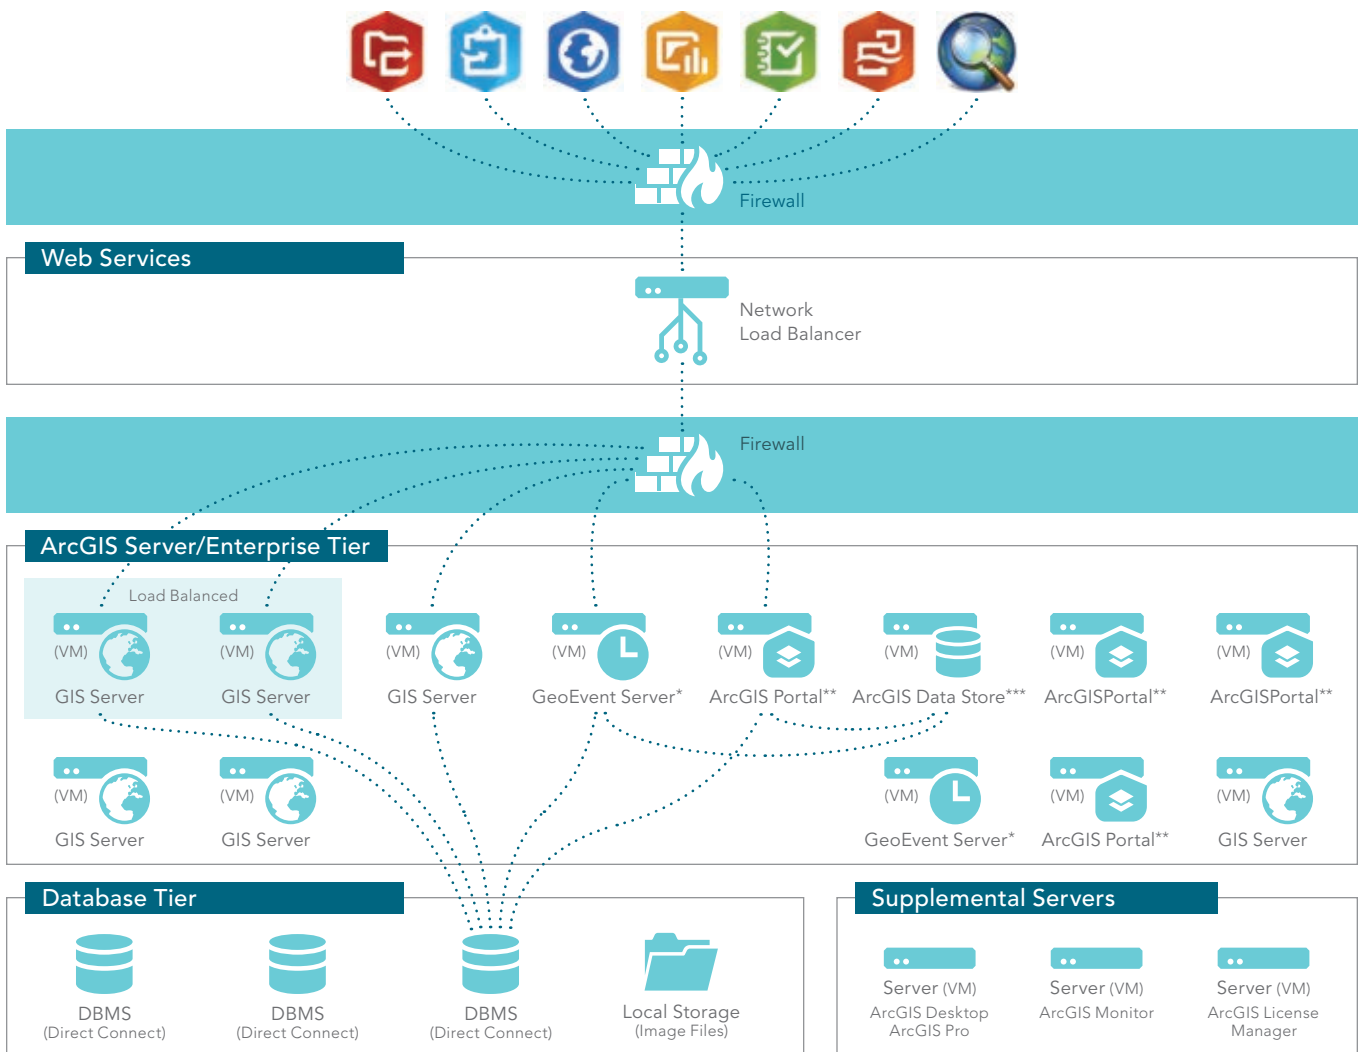 Firewall
Web Services
Network
Load Balancer
Firewall
ArcGIS Server/Enterprise Tier
Load Balanced
(VM)
(VM)
(VM)
(VM)
(VM)
(VM)
(VM)
(VM)
GIS Server
GIS Server
GIS Server
GeoEvent Server*
ArcGIS Portal**
ArcGIS Data Store***
ArcGISPortal**
ArcGISPortal**
(VM)
(VM)
(VM)
(VM)
(VM)
GIS Server
GIS Server
GeoEvent Server*
ArcGIS Portal**
GIS Server
Database Tier
DBMS
(Direct Connect)
DBMS
(Direct Connect)
DBMS
(Direct Connect)
Local Storage
(Image Files)
Supplemental Servers
Server (VM)
ArcGIS Desktop
ArcGIS Pro
Server (VM)
ArcGIS Monitor
Server (VM)
ArcGIS License
Manager